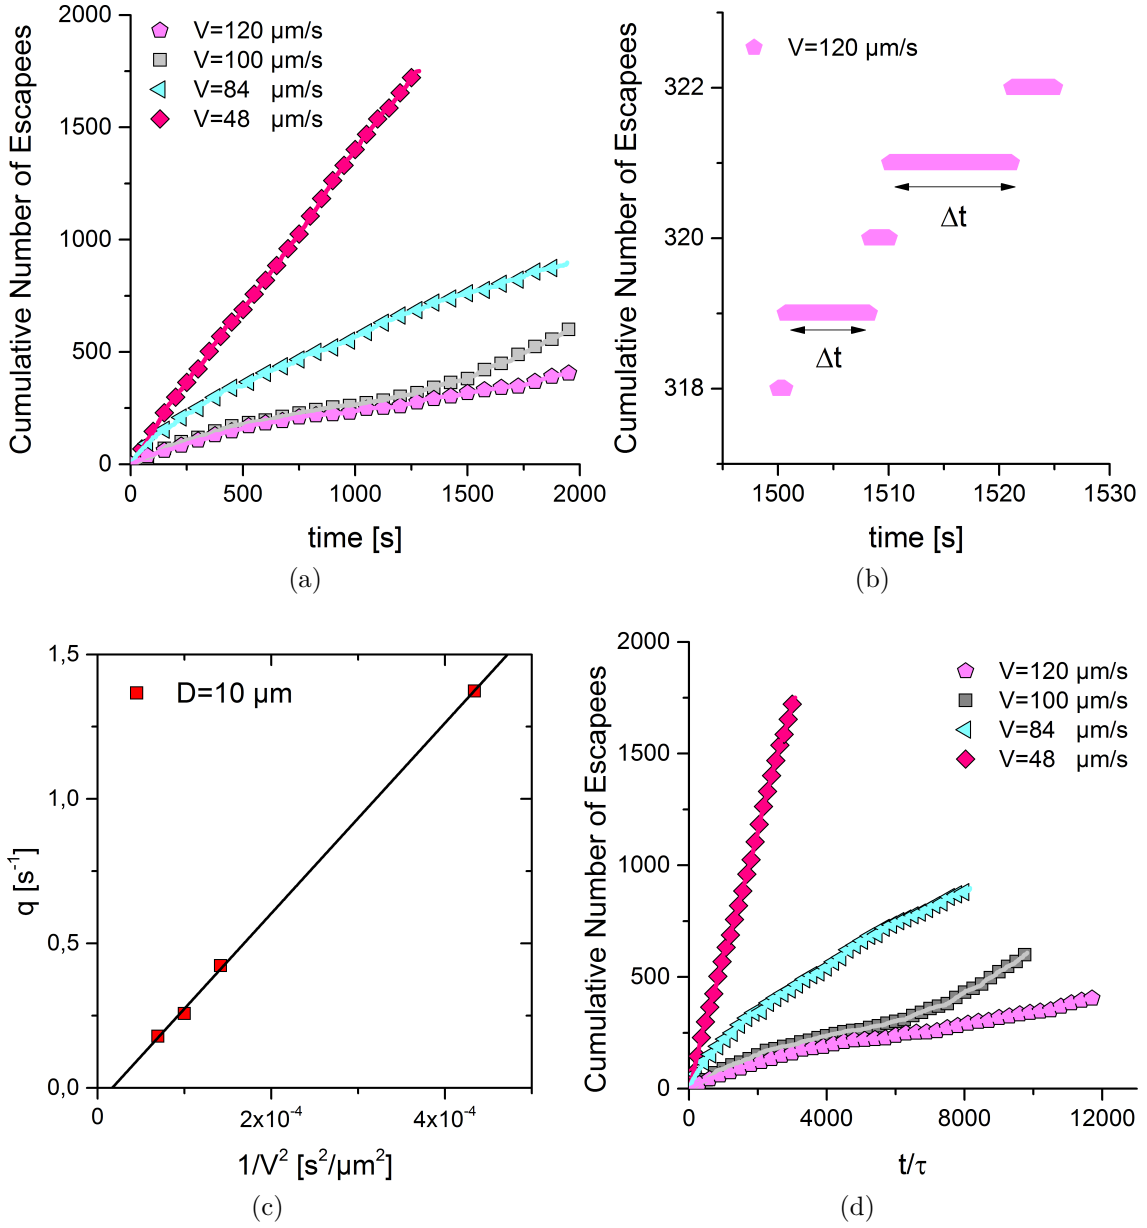 Cumulative Number of Escapees
2000
1500
1000
500
0
V=120 µm/s
V=100 µm/s
V=84 µm/s
V=48 µm/s
0 500 1000 1500 2000
time [s]
(a)
Cumulative Number of Escapees
322
320
318
V=120 µm/s
Δt
Δt
1500 1510 1520 1530
time [s]
(b)
q [s⁻¹]
1,5
1,0
0,5
0,0
D=10 µm
0 2x10⁻⁴ 4x10⁻⁴
1/V² [s²/µm²]
(c)
Cumulative Number of Escapees
2000
1500
1000
500
0
V=120 µm/s
V=100 µm/s
V=84 µm/s
V=48 µm/s
0 4000 8000 12000
t/τ
(d)